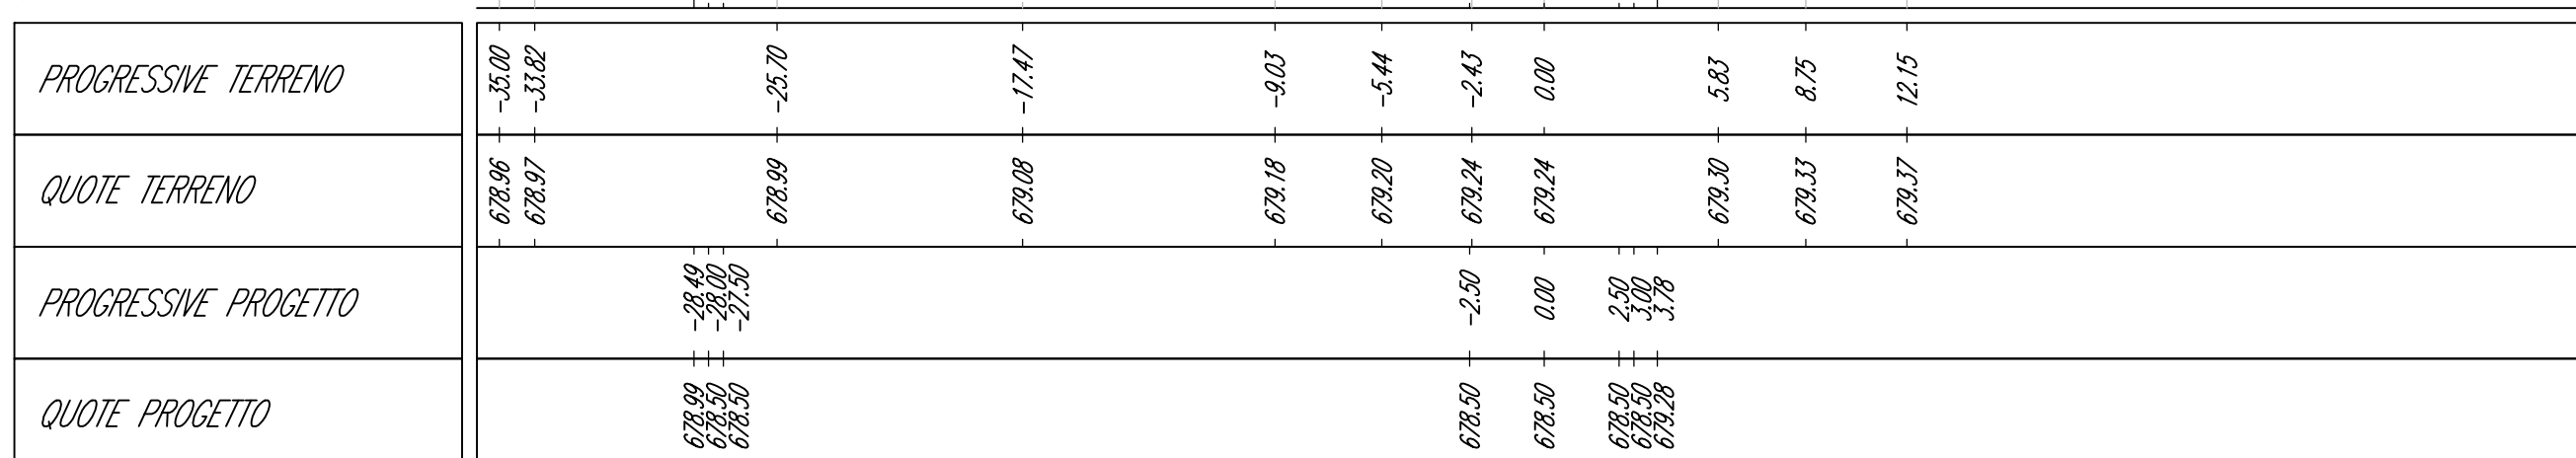 PROGRESSIVE TERRENO -35.00 -33.82 -25.70 -17.47 -9.03 -5.44 -2.43 0.00 5.83 8.75 12.15
QUOTE TERRENO 678.96 678.97 678.99 679.08 679.18 679.20 679.24 679.24 679.30 679.33 679.37
PROGRESSIVE PROGETTO -28.49 -28.00 -27.50 -2.50 0.00 2.50 3.00 3.78
QUOTE PROGETTO 678.99 678.50 678.50 678.50 678.50 678.50 678.50 679.28